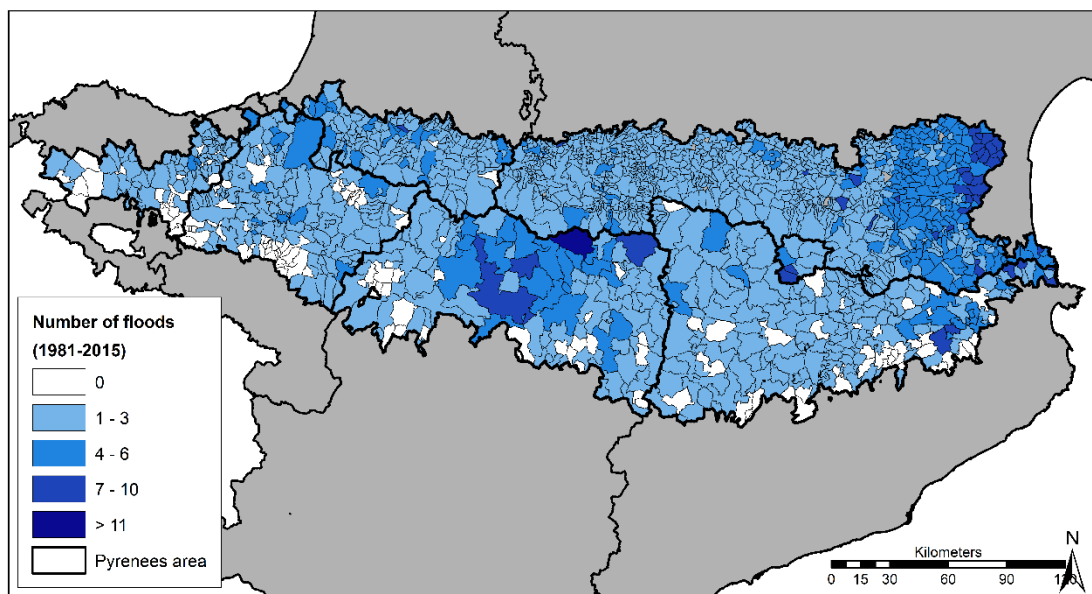 Number of floods
(1981-2015)
0
1 - 3
4 - 6
7 - 10
> 11
Pyrenees area
N
Kilometers
0 15 30 60 90 120